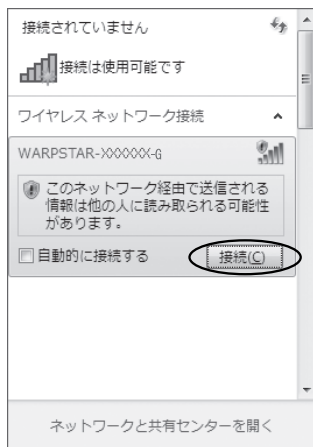 接続されていません
接続は使用可能です
ワイヤレス ネットワーク接続
WARPSTAR-XXXXXX-G
このネットワーク経由で送信される
情報は他の人に読み取られる可能性
があります。
自動的に接続する
接続(C)
ネットワークと共有センターを開く